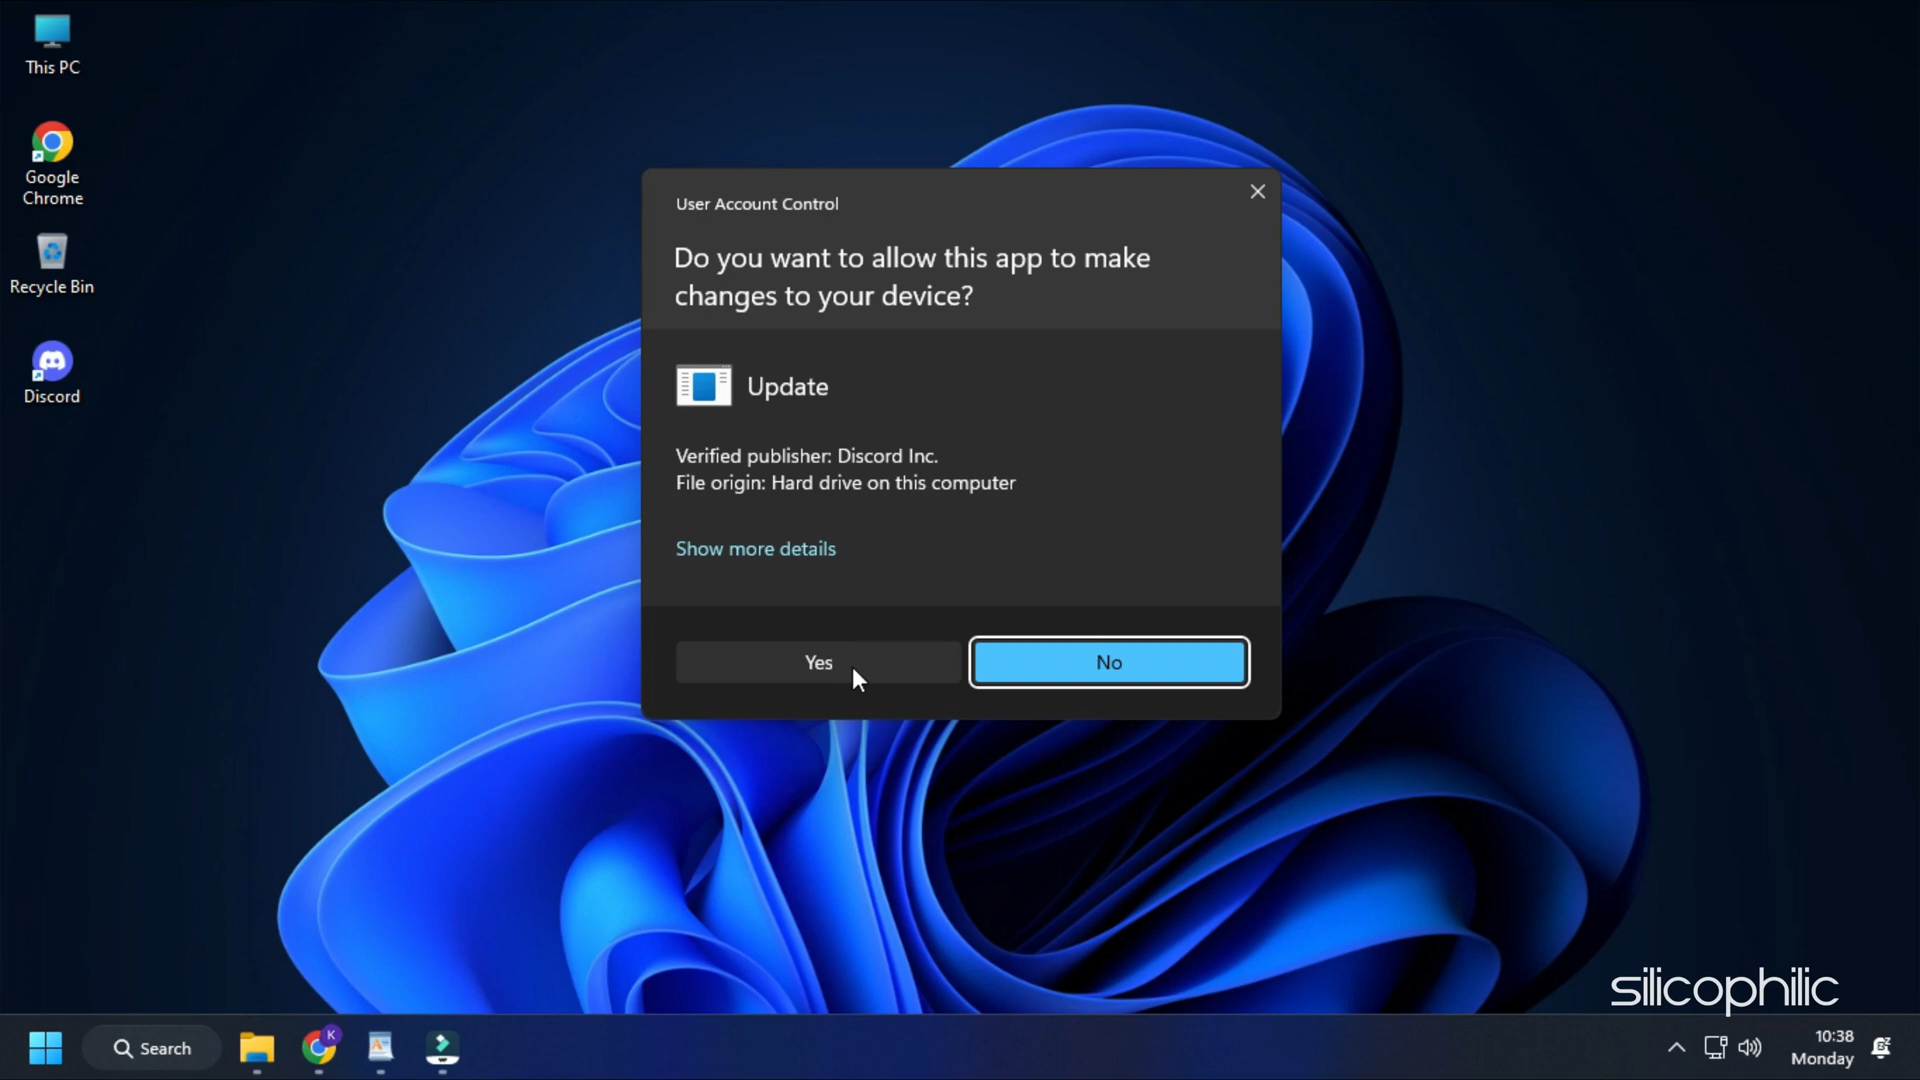 This PC
Google
Chrome
Recycle Bin
Discord
User Account Control
Do you want to allow this app to make
changes to your device?
Update
Verified publisher: Discord Inc.
File origin: Hard drive on this computer
Show more details
Yes
No
silicophilic
Search
K
10:38
Monday